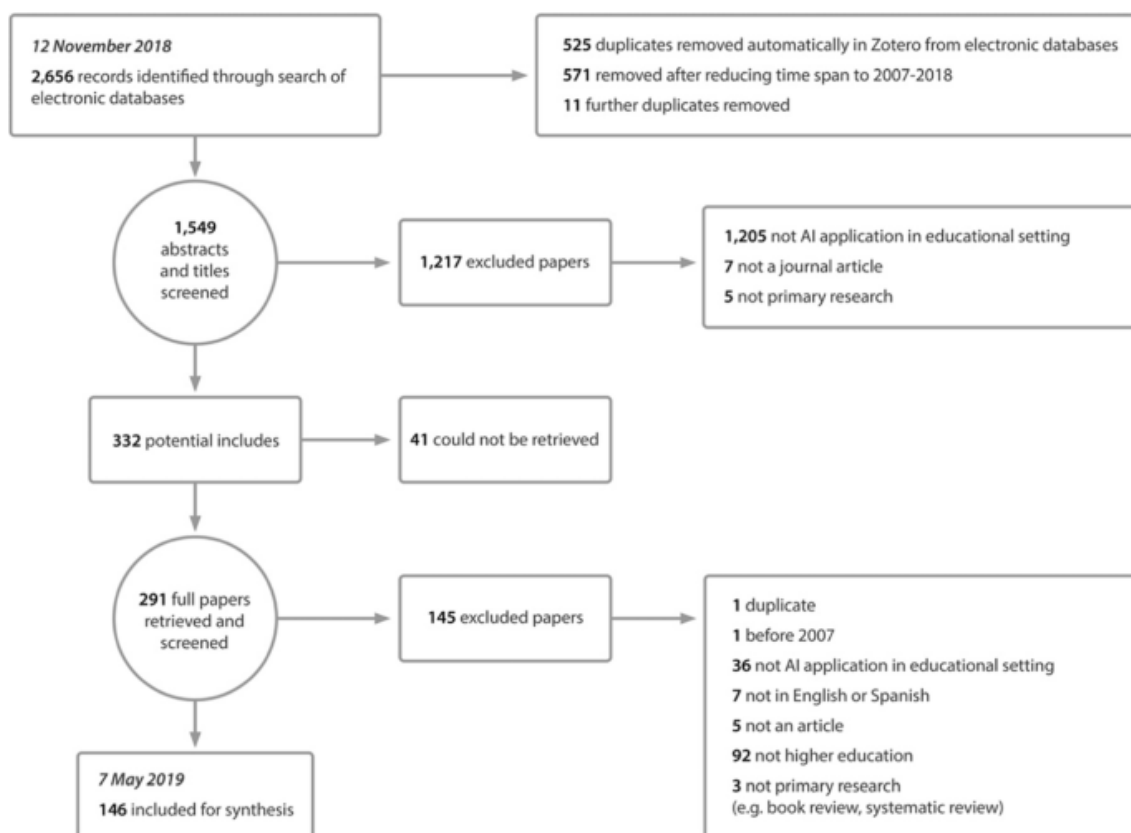 12 November 2018
2,656 records identified through search of
electronic databases
525 duplicates removed automatically in Zotero from electronic databases
571 removed after reducing time span to 2007-2018
11 further duplicates removed
1,549
abstracts
and titles
screened
1,217 excluded papers
1,205 not AI application in educational setting
7 not a journal article
5 not primary research
332 potential includes
41 could not be retrieved
291 full papers
retrieved and
screened
145 excluded papers
1 duplicate
1 before 2007
36 not AI application in educational setting
7 not in English or Spanish
5 not an article
92 not higher education
3 not primary research
(e.g. book review, systematic review)
7 May 2019
146 included for synthesis